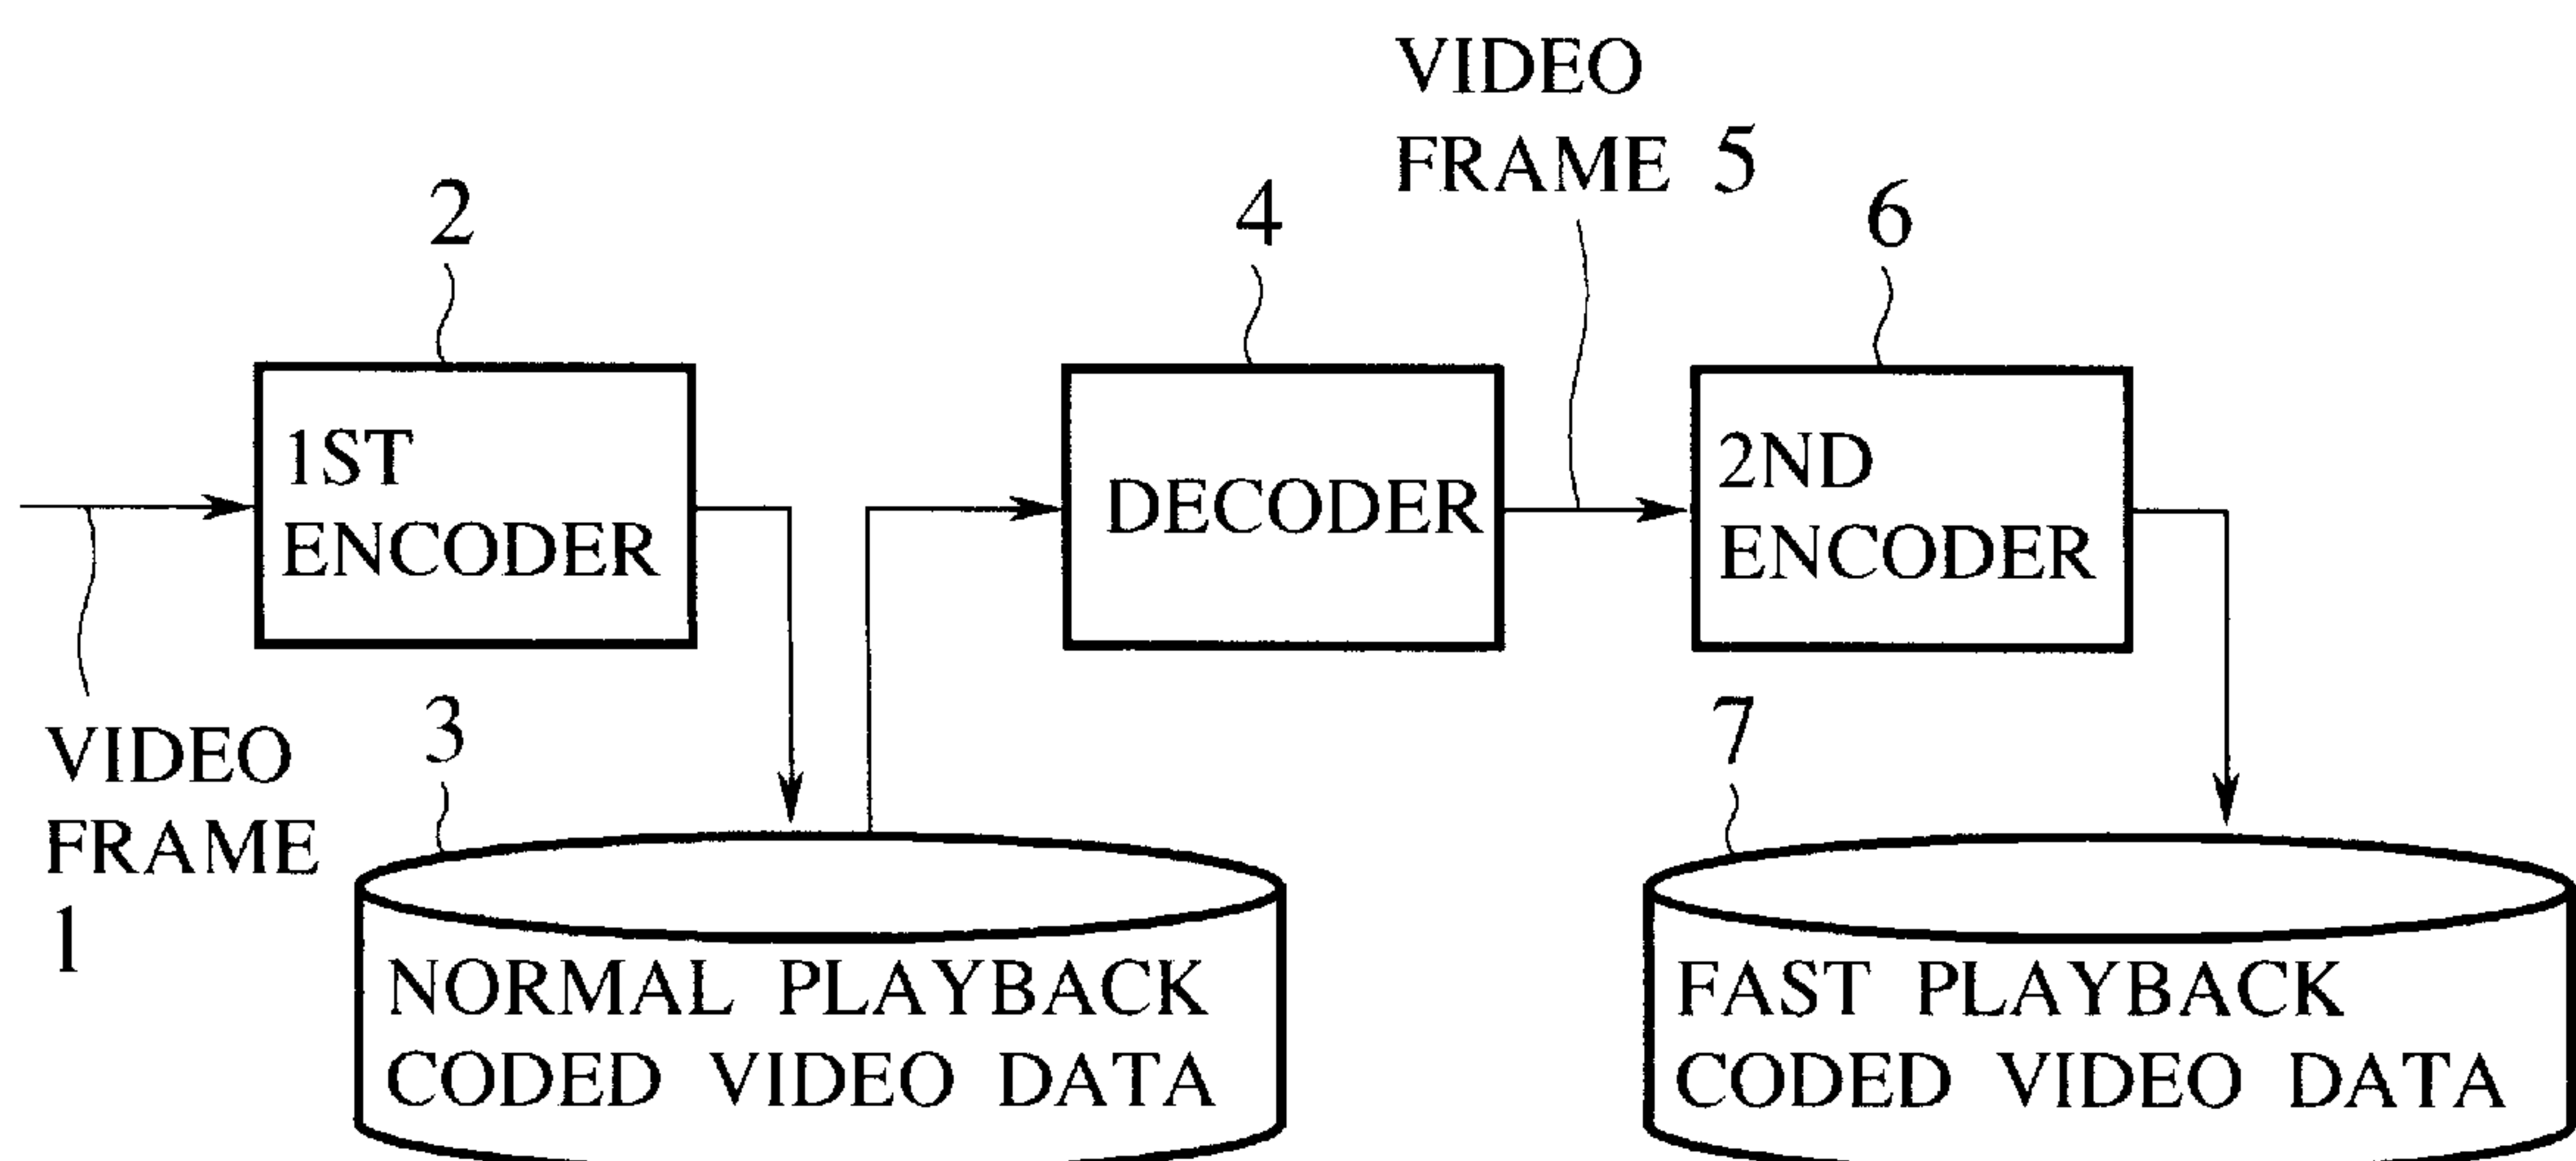 VIDEO
FRAME 5
2
4
6
1ST
ENCODER
DECODER
2ND
ENCODER
VIDEO
FRAME
1
3
7
NORMAL PLAYBACK
CODED VIDEO DATA
FAST PLAYBACK
CODED VIDEO DATA